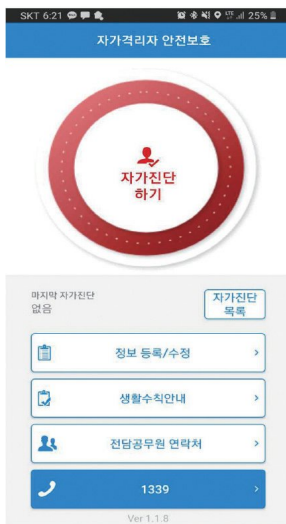 SKT 6:21 LTE 25%
자가격리자 안전보호
자가진단
하기
마지막 자가진단
없음
자가진단
목록
정보 등록/수정
생활수칙안내
전담공무원 연락처
1339
Ver 1.1.8